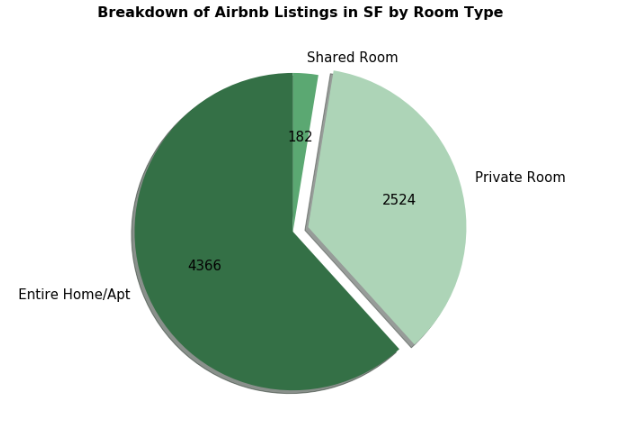 Breakdown of Airbnb Listings in SF by Room Type
Shared Room
182
Private Room
2524
4366
Entire Home/Apt